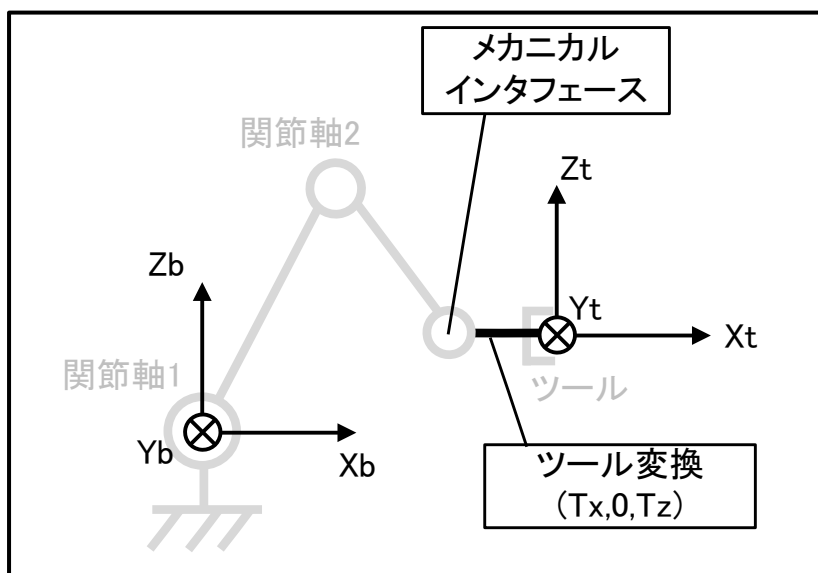 メカニカル
インタフェース
関節軸2
Zt
Zb
Yt
Xt
関節軸1
ツール
Yb
Xb
ツール変換
(Tx,0,Tz)